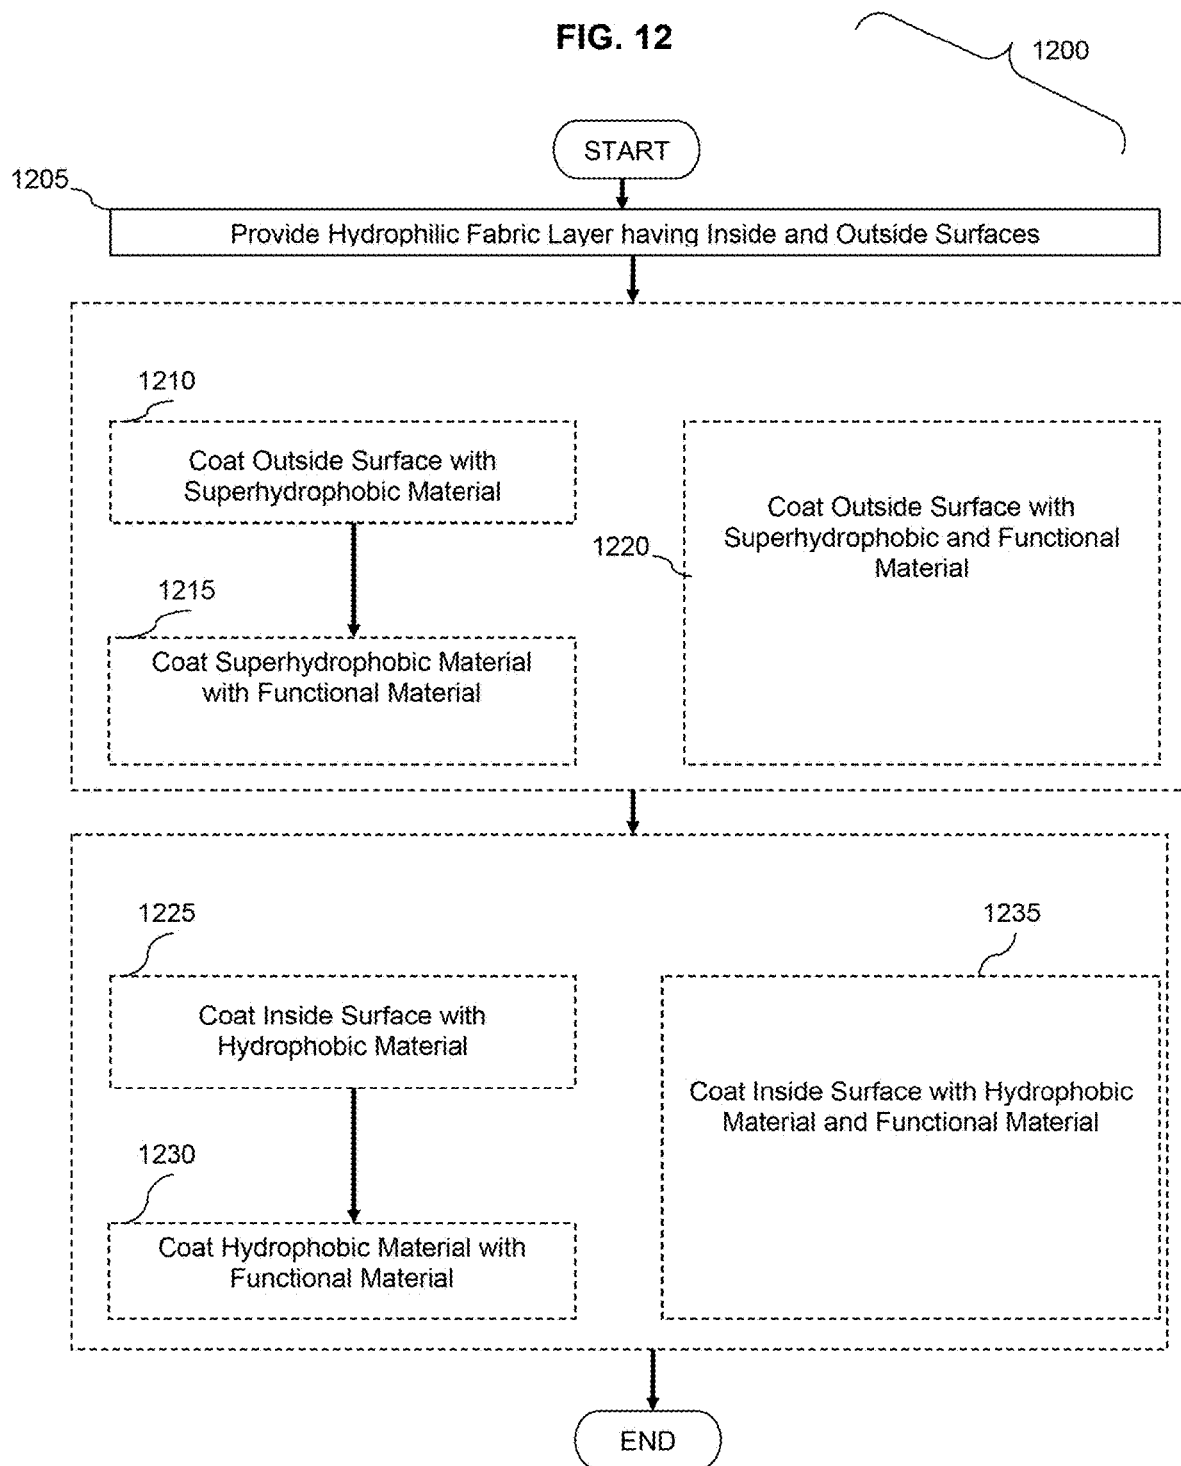 FIG. 12
1200
START
1205
Provide Hydrophilic Fabric Layer having Inside and Outside Surfaces
1210
Coat Outside Surface with
Superhydrophobic Material
1220
Coat Outside Surface with
Superhydrophobic and Functional
Material
1215
Coat Superhydrophobic Material
with Functional Material
1225
Coat Inside Surface with
Hydrophobic Material
1235
Coat Inside Surface with Hydrophobic
Material and Functional Material
1230
Coat Hydrophobic Material with
Functional Material
END